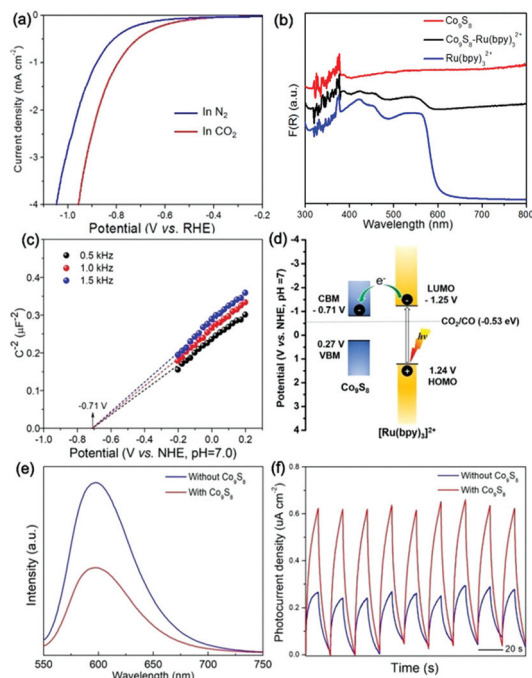 (a)
Current density (mA cm⁻²)
0
-1
-2
-3
-4
In N₂
In CO₂
-1.0 -0.8 -0.6 -0.4 -0.2
Potential (V vs. RHE)
(b)
F(R) (a.u.)
Co₉S₈
Co₉S₈-Ru(bpy)₃²⁺
Ru(bpy)₃²⁺
300 400 500 600 700 800
Wavelength (nm)
(c)
C⁻² (μF⁻²)
0.4
0.3
0.2
0.1
0.0
0.5 kHz
1.0 kHz
1.5 kHz
-0.71 V
-1.0 -0.8 -0.6 -0.4 -0.2 0.0 0.2
Potential (V vs. NHE, pH=7.0)
(d)
Potential (V vs. NHE, pH =7)
-4
-3
-2
-1
0
1
2
3
4
e⁻
CBM
- 0.71 V
LUMO
- 1.25 V
CO₂/CO (-0.53 eV)
0.27 V
VBM
hv
1.24 V
HOMO
Co₉S₈
[Ru(bpy)₃]²⁺
(e)
Intensity (a.u.)
Without Co₉S₈
With Co₉S₈
550 600 650 700 750
Wavelength (nm)
(f)
Photocurrent density (uA cm⁻²)
0.8
0.6
0.4
0.2
0.0
Without Co₉S₈
With Co₉S₈
20 s
Time (s)